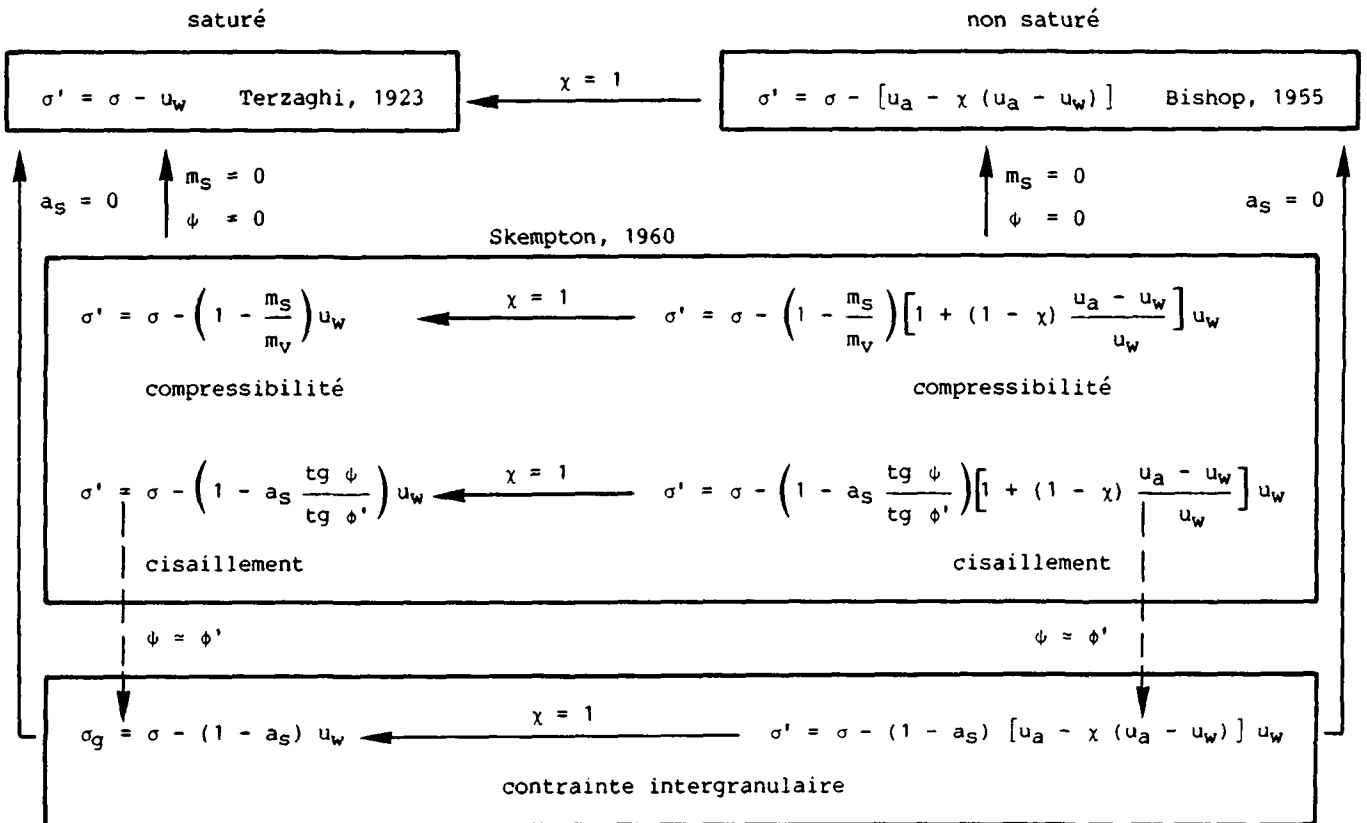 saturé non saturé
σ' = σ - u_w Terzaghi, 1923 χ = 1 σ' = σ - [u_a - χ (u_a - u_w)] Bishop, 1955
a_s = 0 m_s = 0 m_s = 0 a_s = 0
ψ = 0 ψ = 0
Skempton, 1960
σ' = σ - (1 - m_s/m_v) u_w χ = 1 σ' = σ - (1 - m_s/m_v) [1 + (1 - χ) (u_a - u_w)/u_w] u_w
compressibilité compressibilité
σ' = σ - (1 - a_s tg ψ/tg φ') u_w χ = 1 σ' = σ - (1 - a_s tg ψ/tg φ') [1 + (1 - χ) (u_a - u_w)/u_w] u_w
cisaillement cisaillement
ψ ≃ φ' ψ ≃ φ'
σ_g = σ - (1 - a_s) u_w χ = 1 σ' = σ - (1 - a_s) [u_a - χ (u_a - u_w)] u_w
contrainte intergranulaire